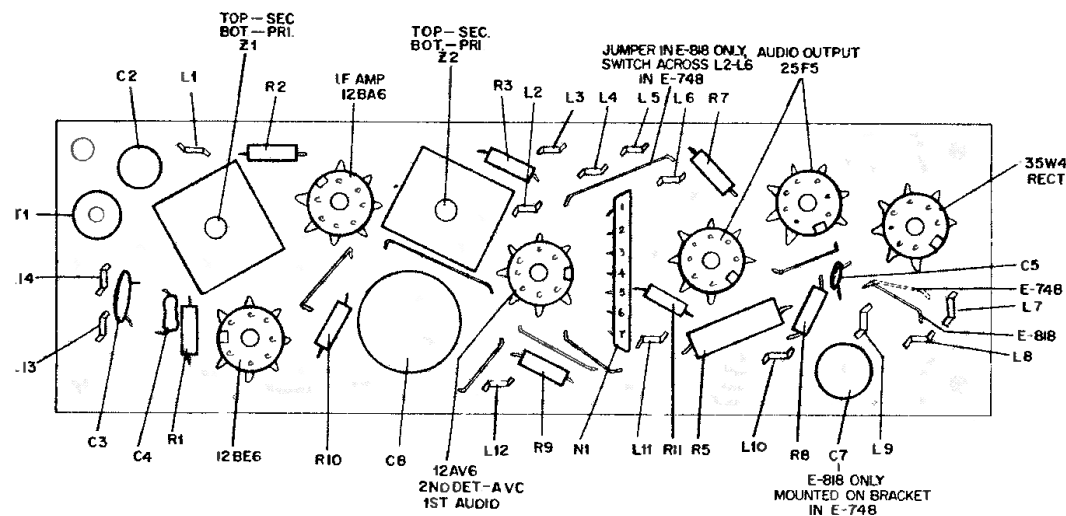 TOP-SEC
BOT-PRI.
Z1
TOP-SEC.
BOT.-PRI
Z2
JUMPER IN E-818 ONLY,
SWITCH ACROSS L2-L6
IN E-748
AUDIO OUTPUT
25F5
C2
L1
R2
I.F AMP
12BA6
R3
L2
L3
L4
L5
L6
R7
35W4
RECT
T1
L14
L13
1
2
3
4
5
6
7
C5
E-748
L7
E-818
L8
C3
C4
R1
12BE6
R10
C8
12AV6
2ND DET-AVC
1ST AUDIO
L12
R9
N1
L11
R11
R5
L10
R8
C7
L9
E-818 ONLY
MOUNTED ON BRACKET
IN E-748